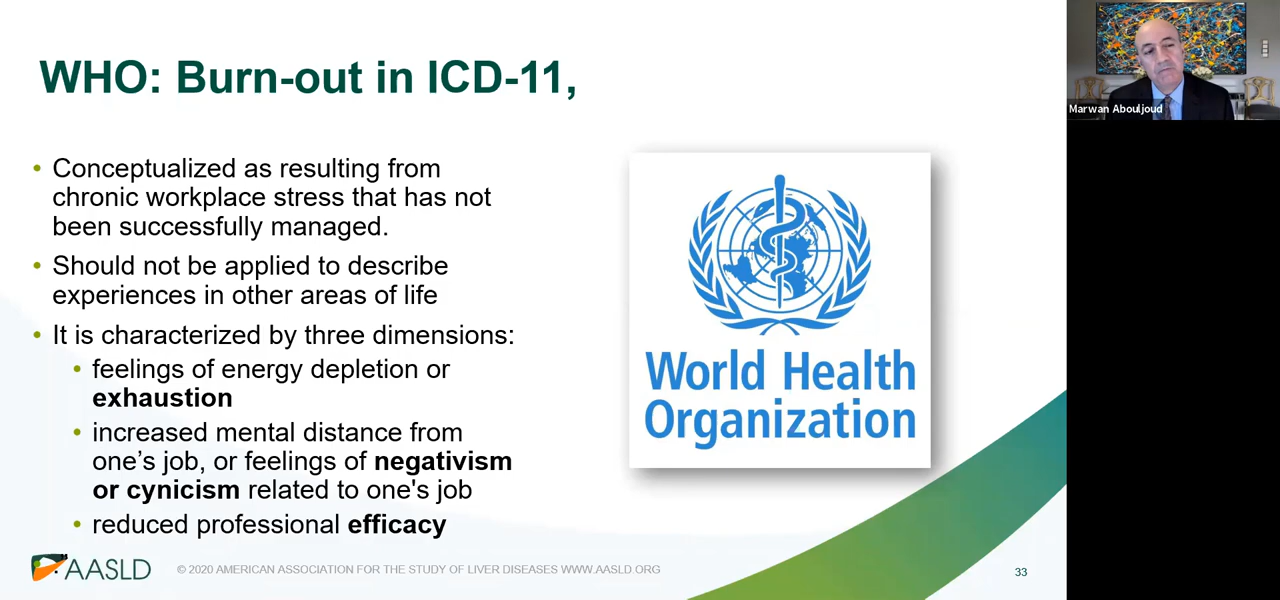 WHO: Burn-out in ICD-11,
• Conceptualized as resulting from
chronic workplace stress that has not
been successfully managed.
• Should not be applied to describe
experiences in other areas of life
• It is characterized by three dimensions:
• feelings of energy depletion or
exhaustion
• increased mental distance from
one’s job, or feelings of negativism
or cynicism related to one's job
• reduced professional efficacy
World Health
Organization
Marwan Abouljoud
AASLD
© 2020 AMERICAN ASSOCIATION FOR THE STUDY OF LIVER DISEASES WWW.AASLD.ORG
33